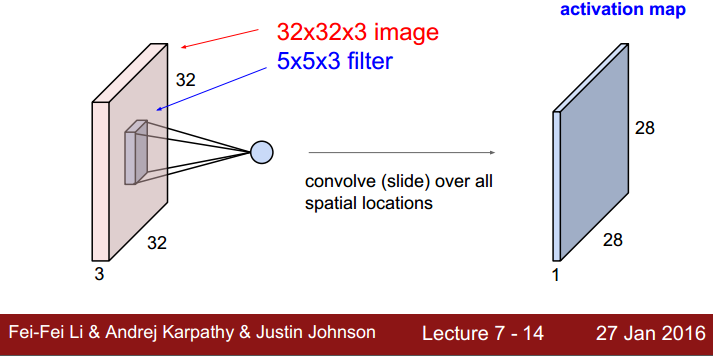 activation map
32x32x3 image
5x5x3 filter
32
28
convolve (slide) over all
spatial locations
32
28
3
1
Fei-Fei Li & Andrej Karpathy & Justin Johnson
Lecture 7 - 14
27 Jan 2016